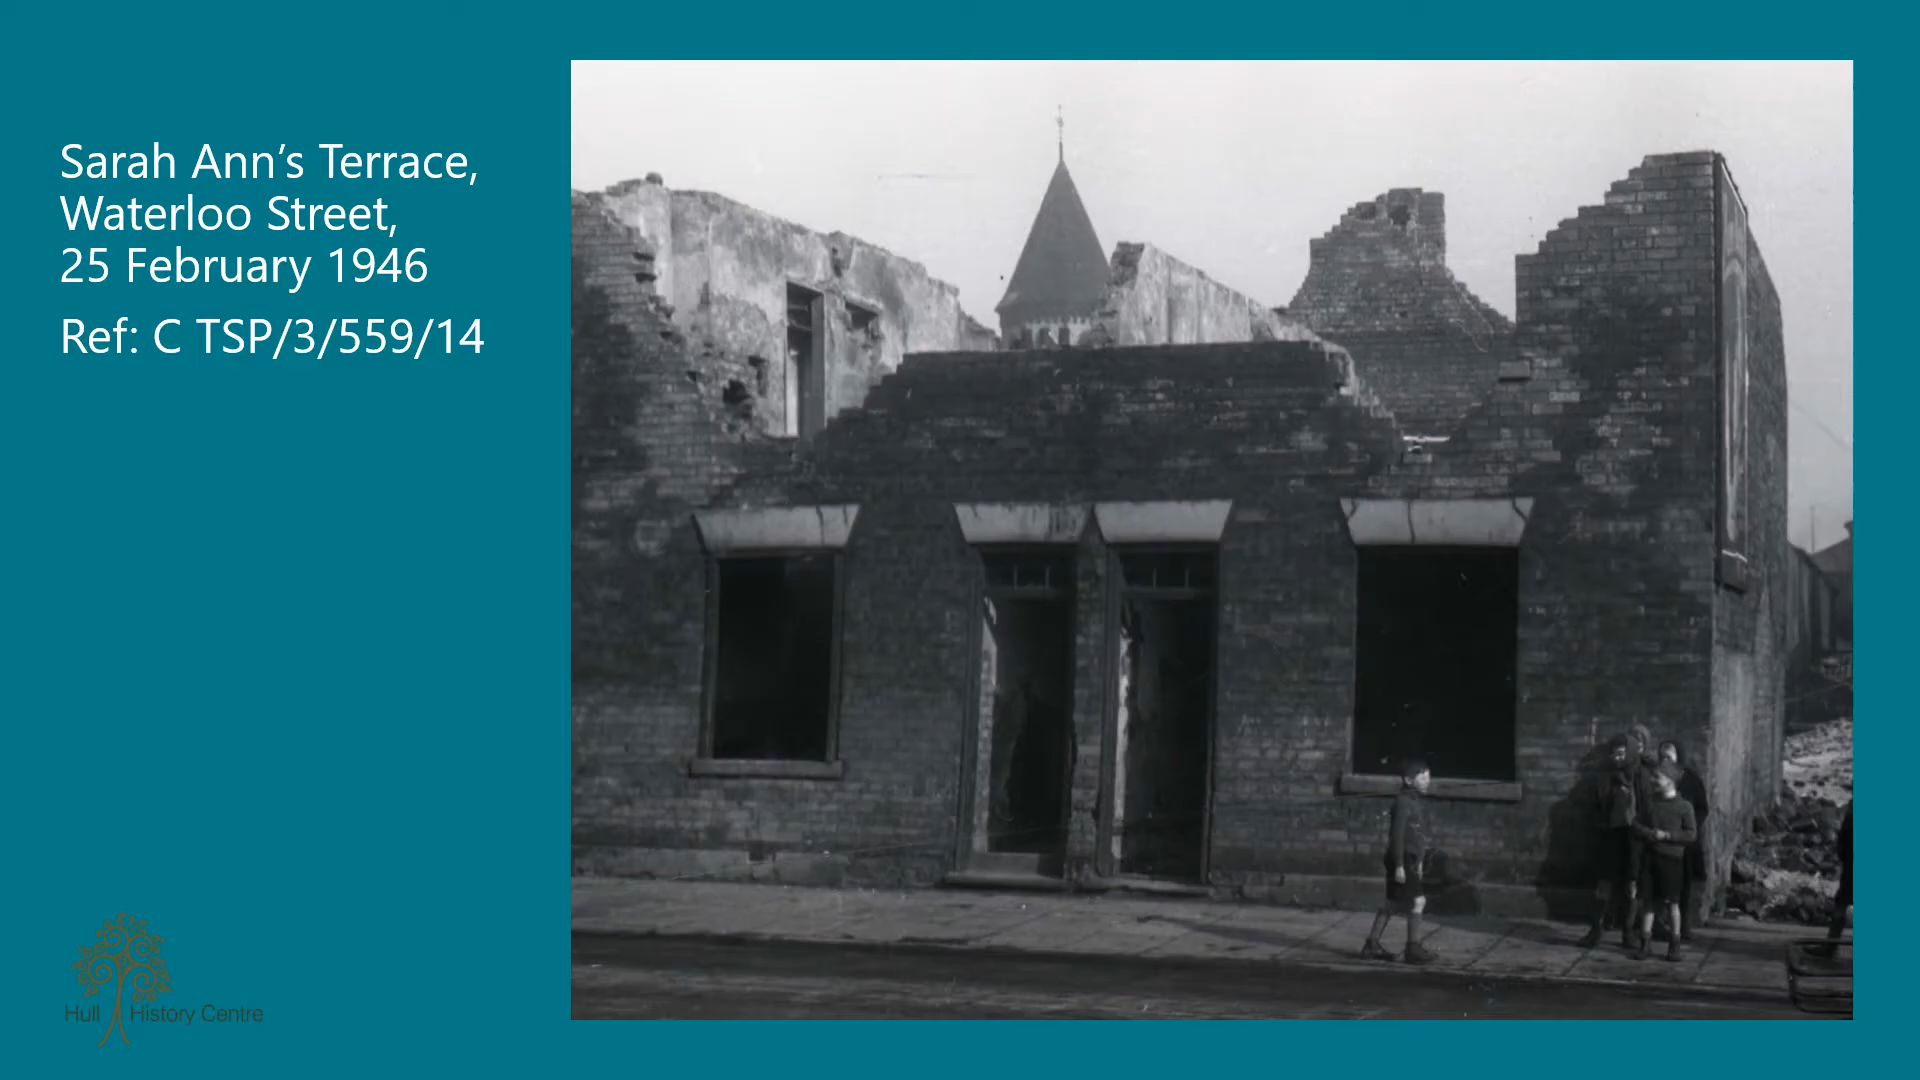 Sarah Ann’s Terrace,
Waterloo Street,
25 February 1946
Ref: C TSP/3/559/14
Hull History Centre